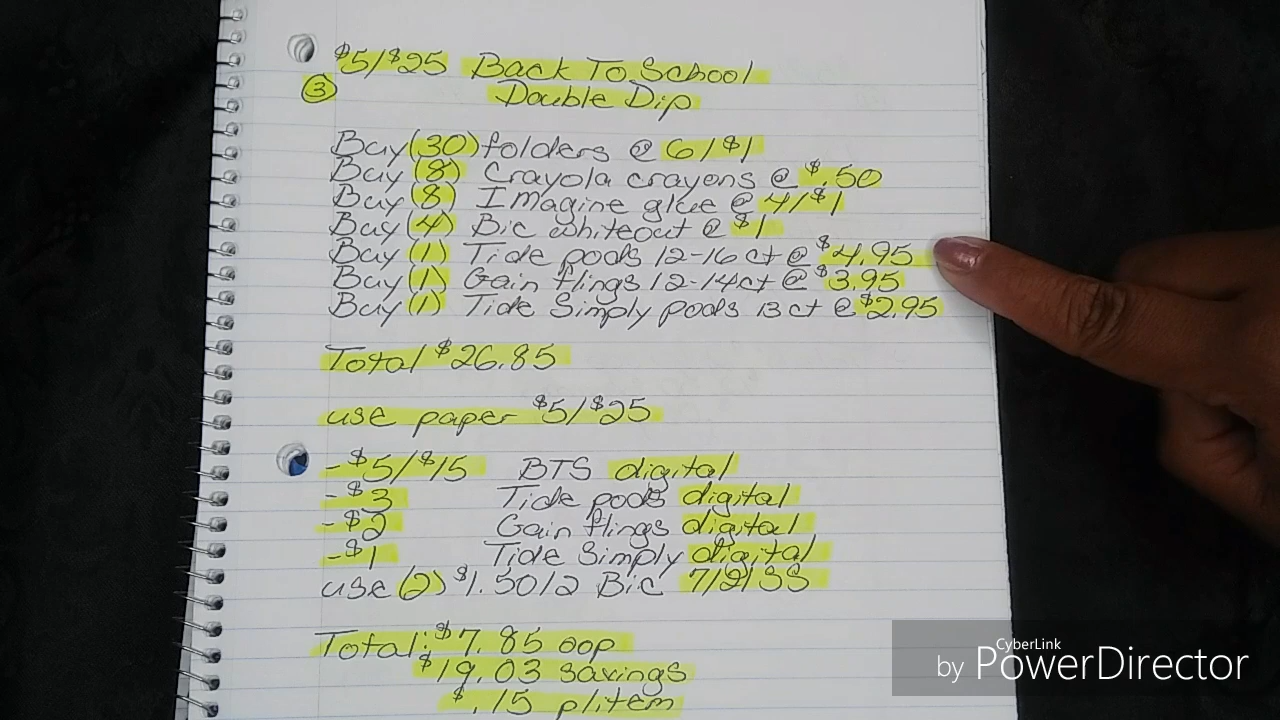 $5/$25 Back To School
3
Double Dip
Buy (30) folders @ 6/$1
Buy (8) Crayola crayons @ $.50
Buy (8) Imagine glue @ 4/$1
Buy (4) Bic whiteout @ $1
Buy (1) Tide pods 12-16 ct @ $4.95
Buy (1) Gain flings 12-14ct @ $3.95
Buy (1) Tide Simply pods 13 ct @ $2.95
Total $26.85
use paper $5/$25
-$5/$15 BTS digital
-$3 Tide pods digital
-$2 Gain flings digital
-$1 Tide Simply digital
use (2) $1.50/2 Bic 7/2/SS
Total: $7.85 oop
$19.03 savings
$.15 p/item
CyberLink
by PowerDirector